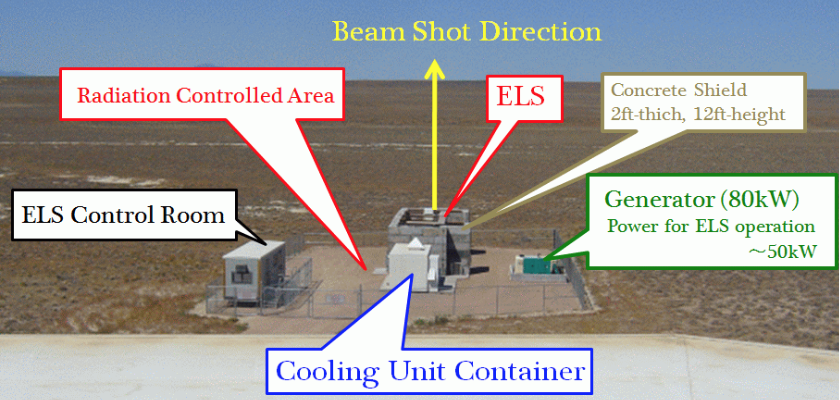 Beam Shot Direction
Radiation Controlled Area
ELS
Concrete Shield
2ft-thich, 12ft-height
ELS Control Room
Generator (80kW)
Power for ELS operation
〜50kW
Cooling Unit Container